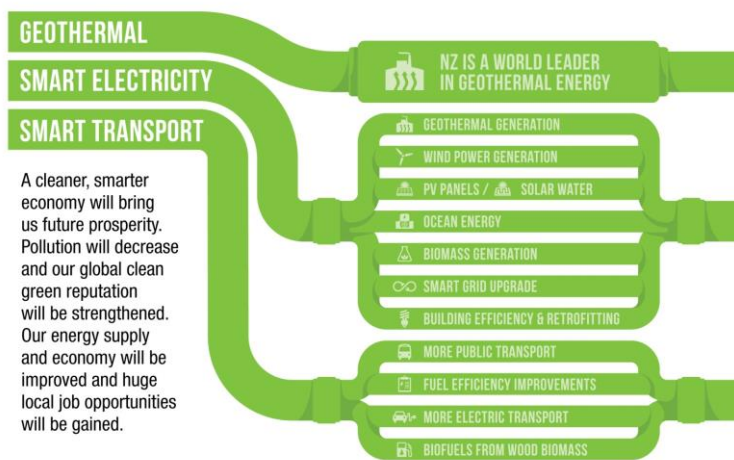 GEOTHERMAL
SMART ELECTRICITY
SMART TRANSPORT
A cleaner, smarter
economy will bring
us future prosperity.
Pollution will decrease
and our global clean
green reputation
will be strengthened.
Our energy supply
and economy will be
improved and huge
local job opportunities
will be gained.
NZ IS A WORLD LEADER
IN GEOTHERMAL ENERGY
GEOTHERMAL GENERATION
WIND POWER GENERATION
PV PANELS / SOLAR WATER
OCEAN ENERGY
BIOMASS GENERATION
SMART GRID UPGRADE
BUILDING EFFICIENCY & RETROFITTING
MORE PUBLIC TRANSPORT
FUEL EFFICIENCY IMPROVEMENTS
MORE ELECTRIC TRANSPORT
BIOFUELS FROM WOOD BIOMASS